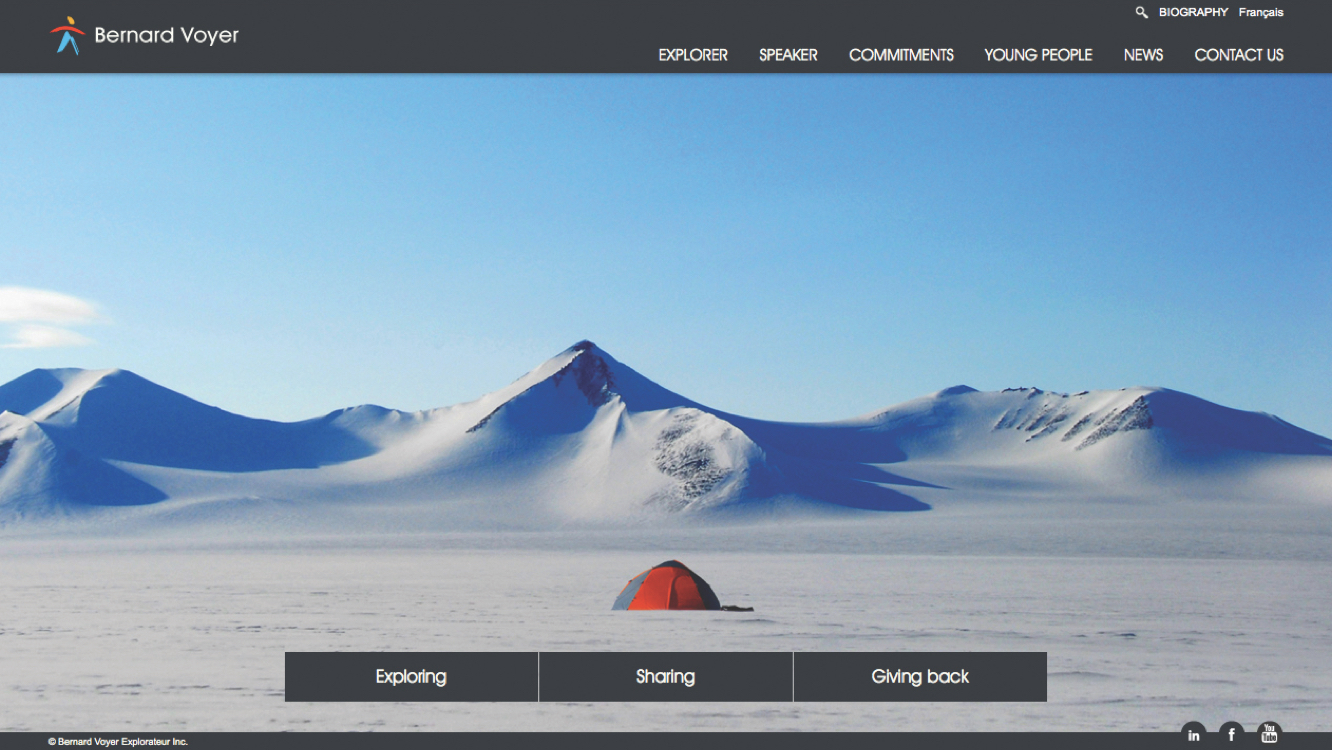 BIOGRAPHY Français
Bernard Voyer
EXPLORER SPEAKER COMMITMENTS YOUNG PEOPLE NEWS CONTACT US
Exploring Sharing Giving back
in f You Tube
© Bernard Voyer Explorateur Inc.